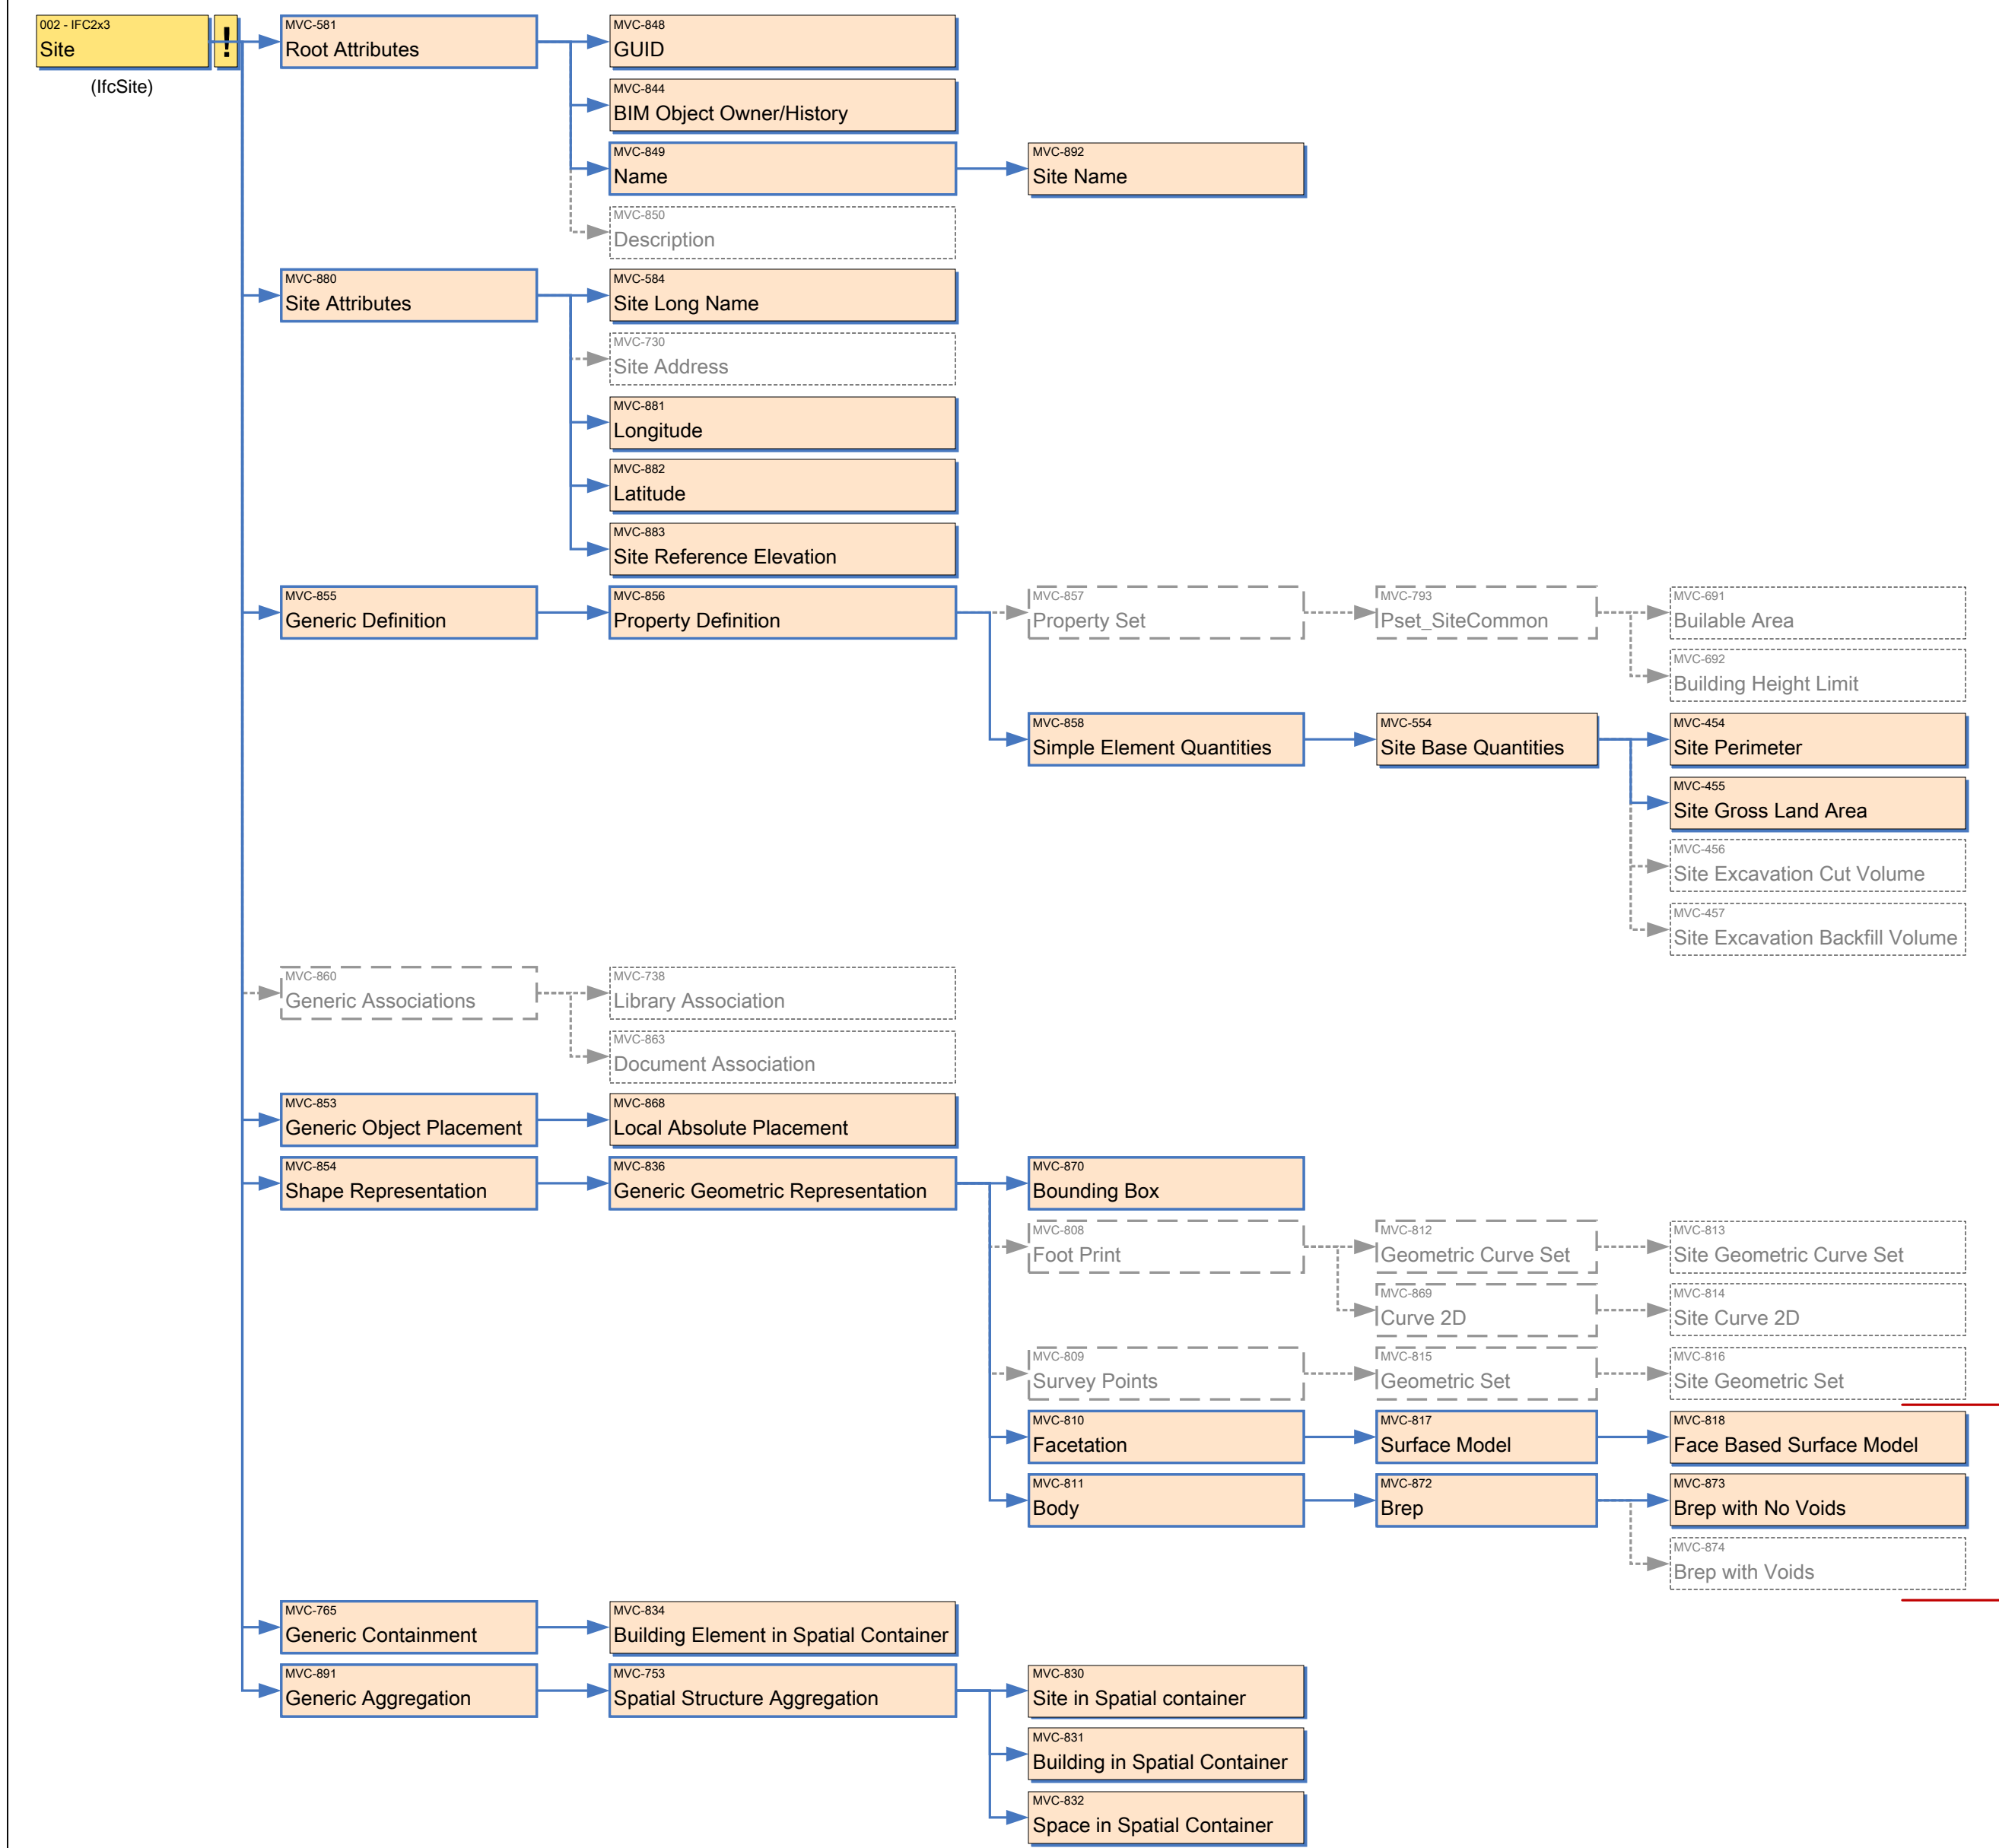 002 - IFC2x3
Site
!
(IfcSite)
MVC-581
Root Attributes
MVC-848
GUID
MVC-844
BIM Object Owner/History
MVC-849
Name
MVC-892
Site Name
MVC-850
Description
MVC-880
Site Attributes
MVC-584
Site Long Name
MVC-730
Site Address
MVC-881
Longitude
MVC-882
Latitude
MVC-883
Site Reference Elevation
MVC-855
Generic Definition
MVC-856
Property Definition
MVC-857
Property Set
MVC-793
Pset_SiteCommon
MVC-691
Builable Area
MVC-692
Building Height Limit
MVC-858
Simple Element Quantities
MVC-554
Site Base Quantities
MVC-454
Site Perimeter
MVC-455
Site Gross Land Area
MVC-456
Site Excavation Cut Volume
MVC-457
Site Excavation Backfill Volume
MVC-860
Generic Associations
MVC-738
Library Association
MVC-863
Document Association
MVC-853
Generic Object Placement
MVC-868
Local Absolute Placement
MVC-854
Shape Representation
MVC-836
Generic Geometric Representation
MVC-870
Bounding Box
MVC-808
Foot Print
MVC-812
Geometric Curve Set
MVC-813
Site Geometric Curve Set
MVC-869
Curve 2D
MVC-814
Site Curve 2D
MVC-809
Survey Points
MVC-815
Geometric Set
MVC-816
Site Geometric Set
MVC-810
Facetation
MVC-817
Surface Model
MVC-818
Face Based Surface Model
MVC-811
Body
MVC-872
Brep
MVC-873
Brep with No Voids
MVC-874
Brep with Voids
MVC-765
Generic Containment
MVC-834
Building Element in Spatial Container
MVC-891
Generic Aggregation
MVC-753
Spatial Structure Aggregation
MVC-830
Site in Spatial container
MVC-831
Building in Spatial Container
MVC-832
Space in Spatial Container